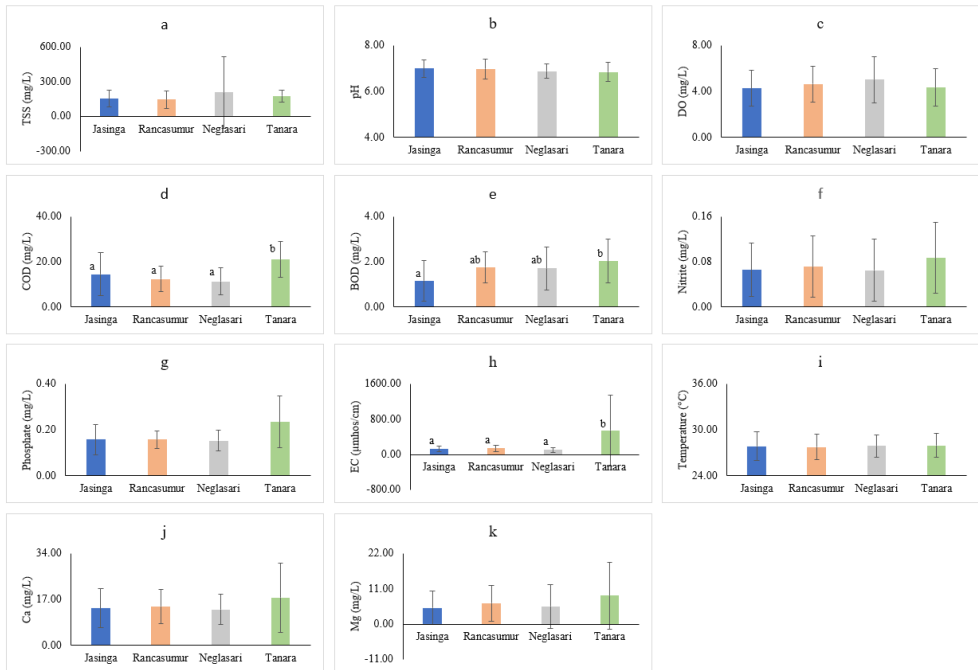 a
TSS (mg/L)
600.00
300.00
0.00
-300.00
Jasinga Rancasumur Neglasari Tanara
b
pH
8.00
6.00
4.00
Jasinga Rancasumur Neglasari Tanara
c
DO (mg/L)
8.00
4.00
0.00
Jasinga Rancasumur Neglasari Tanara
d
COD (mg/L)
40.00
20.00
0.00
a a a b
Jasinga Rancasumur Neglasari Tanara
e
BOD (mg/L)
4.00
2.00
0.00
a ab ab b
Jasinga Rancasumur Neglasari Tanara
f
Nitrite (mg/L)
0.16
0.08
0.00
Jasinga Rancasumur Neglasari Tanara
g
Phosphate (mg/L)
0.40
0.20
0.00
Jasinga Rancasumur Neglasari Tanara
h
EC (µmhos/cm)
1600.00
800.00
0.00
-800.00
a a a b
Jasinga Rancasumur Neglasari Tanara
i
Temperature (°C)
36.00
30.00
24.00
Jasinga Rancasumur Neglasari Tanara
j
Ca (mg/L)
34.00
17.00
0.00
Jasinga Rancasumur Neglasari Tanara
k
Mg (mg/L)
22.00
11.00
0.00
-11.00
Jasinga Rancasumur Neglasari Tanara